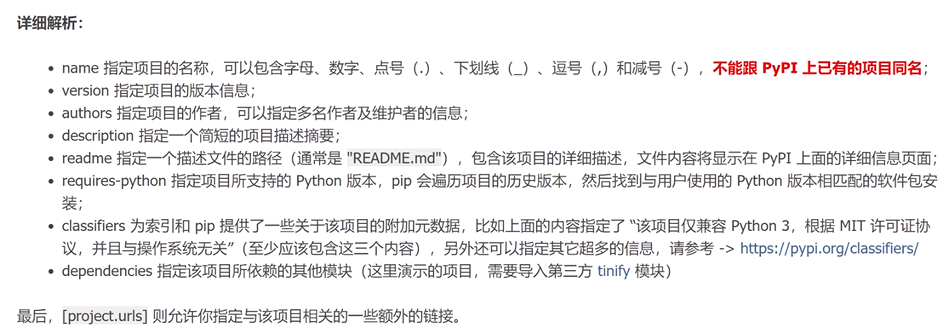 详细解析：
name 指定项目的名称，可以包含字母、数字、点号（.）、下划线（_）、逗号（,）和减号（-），不能跟 PyPI 上已有的项目同名；
version 指定项目的版本信息；
authors 指定项目的作者，可以指定多名作者及维护者的信息；
description 指定一个简短的项目描述摘要；
readme 指定一个描述文件的路径（通常是 "README.md"），包含该项目的详细描述，文件内容将显示在 PyPI 上面的详细信息页面；
requires-python 指定项目所支持的 Python 版本，pip 会遍历项目的历史版本，然后找到与用户使用的 Python 版本相匹配的软件包安
装；
classifiers 为索引和 pip 提供了一些关于该项目的附加元数据，比如上面的内容指定了 “该项目仅兼容 Python 3，根据 MIT 许可证协
议，并且与操作系统无关”（至少应该包含这三个内容），另外还可以指定其它超多的信息，请参考 -> https://pypi.org/classifiers/
dependencies 指定该项目所依赖的其他模块（这里演示的项目，需要导入第三方 tinify 模块）
最后，[project.urls] 则允许你指定与该项目相关的一些额外的链接。